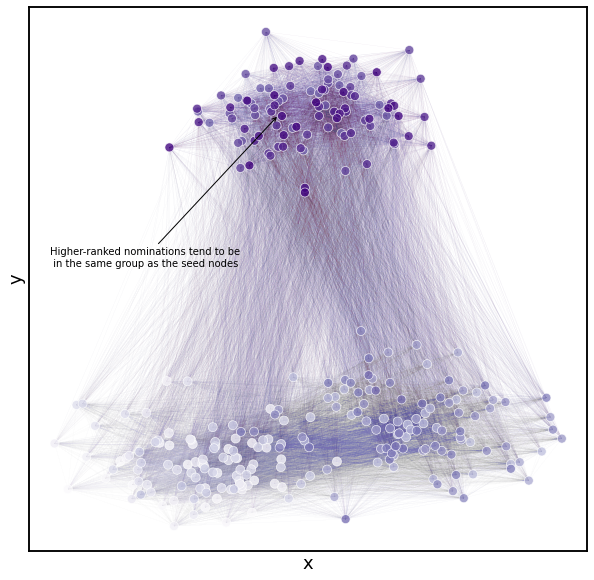 Higher-ranked nominations tend to be
in the same group as the seed nodes
y
x